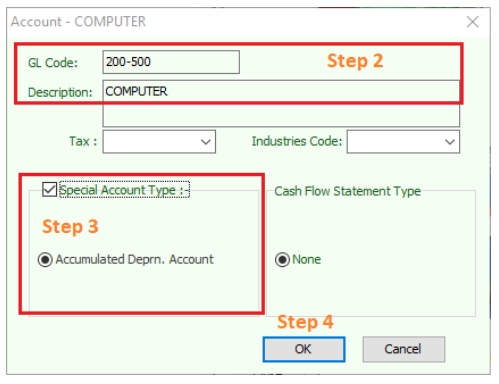 Account - COMPUTER
GL Code: 200-500 Step 2
Description: COMPUTER
Tax : Industries Code:
Special Account Type :- Cash Flow Statement Type
Step 3
Accumulated Deprn. Account None
Step 4
OK Cancel